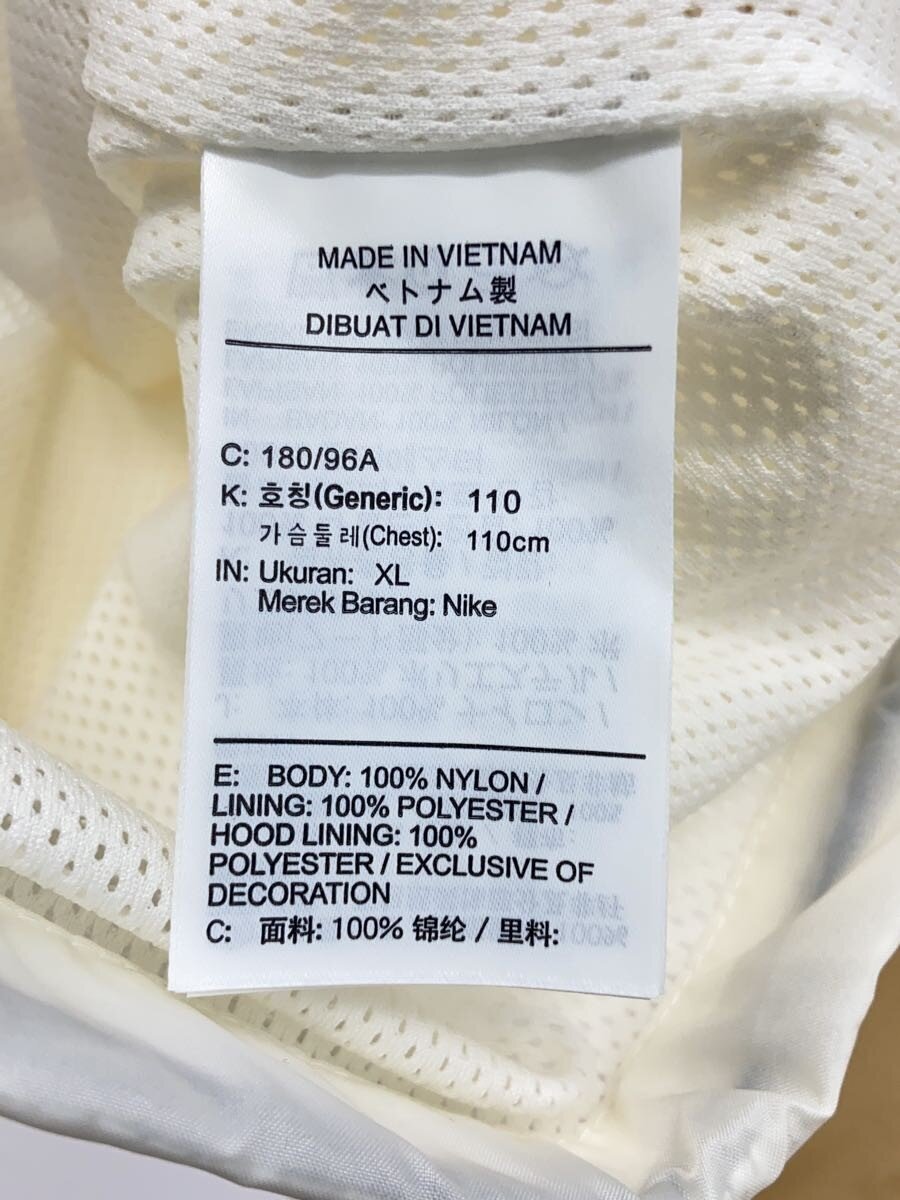 MADE IN VIETNAM
ベトナム製
DIBUAT DI VIETNAM
C: 180/96A
K: 호칭(Generic): 110
가슴둘레(Chest): 110cm
IN: Ukuran: XL
Merek Barang: Nike
E: BODY: 100% NYLON /
LINING: 100% POLYESTER /
HOOD LINING: 100%
POLYESTER / EXCLUSIVE OF
DECORATION
C: 面料: 100% 锦纶 / 里料: